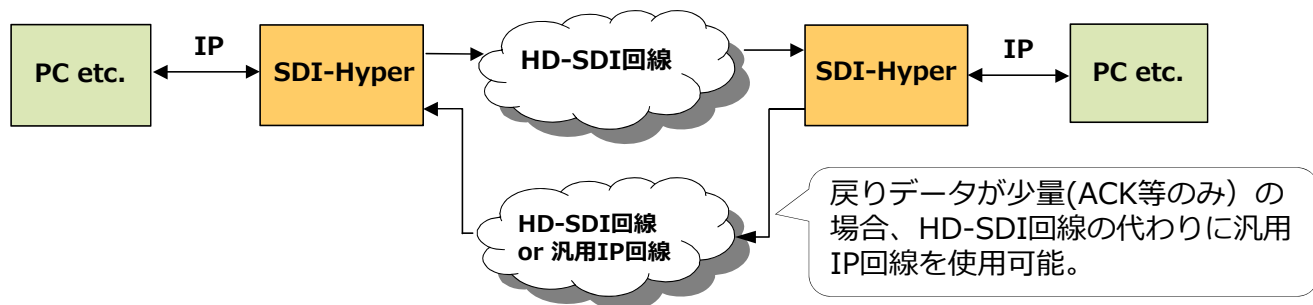 PC etc.
IP
SDI-Hyper
HD-SDI回線
SDI-Hyper
IP
PC etc.
HD-SDI回線
or 汎用IP回線
戻りデータが少量(ACK等のみ）の
場合、HD-SDI回線の代わりに汎用
IP回線を使用可能。